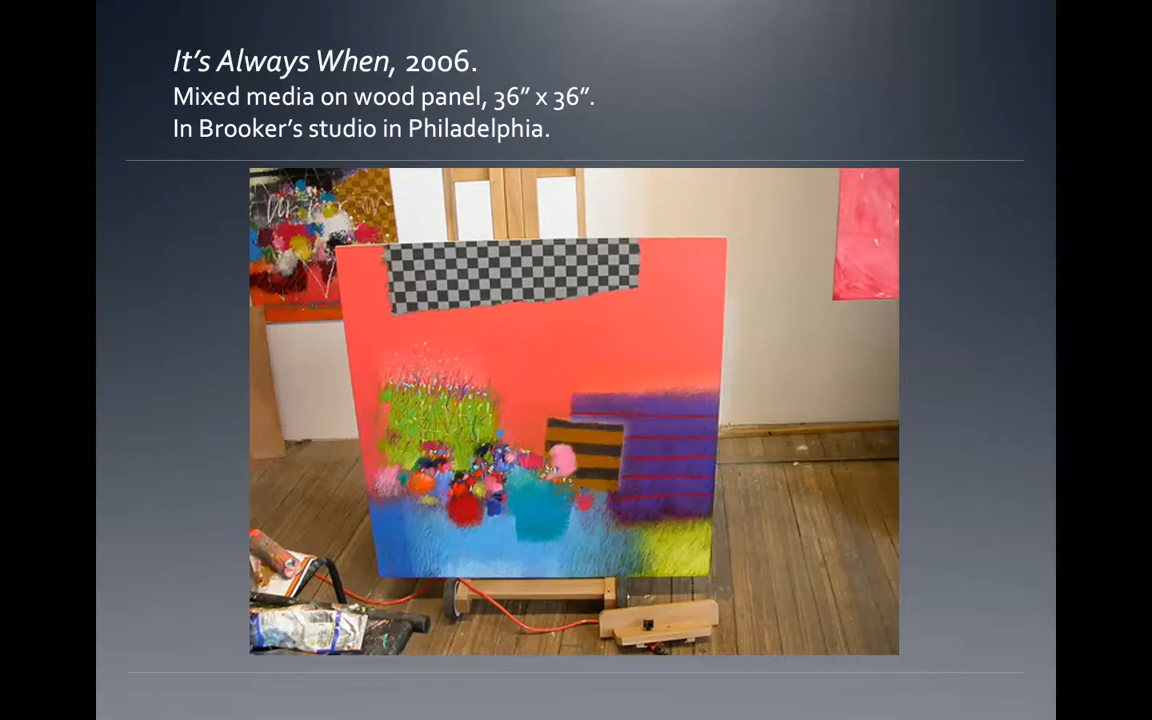 It's Always When, 2006.
Mixed media on wood panel, 36" x 36".
In Brooker's studio in Philadelphia.